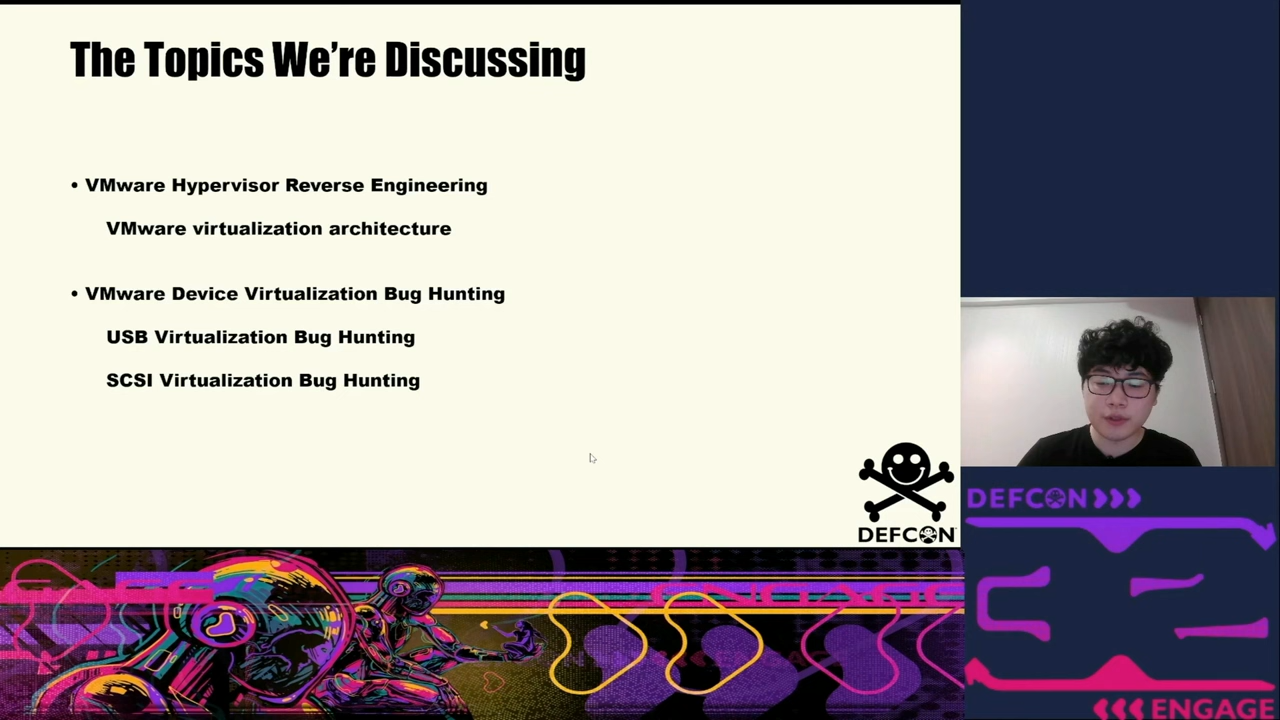 The Topics We're Discussing
• VMware Hypervisor Reverse Engineering
VMware virtualization architecture
• VMware Device Virtualization Bug Hunting
USB Virtualization Bug Hunting
SCSI Virtualization Bug Hunting
DEFCON
DEFCON
ENGAGE